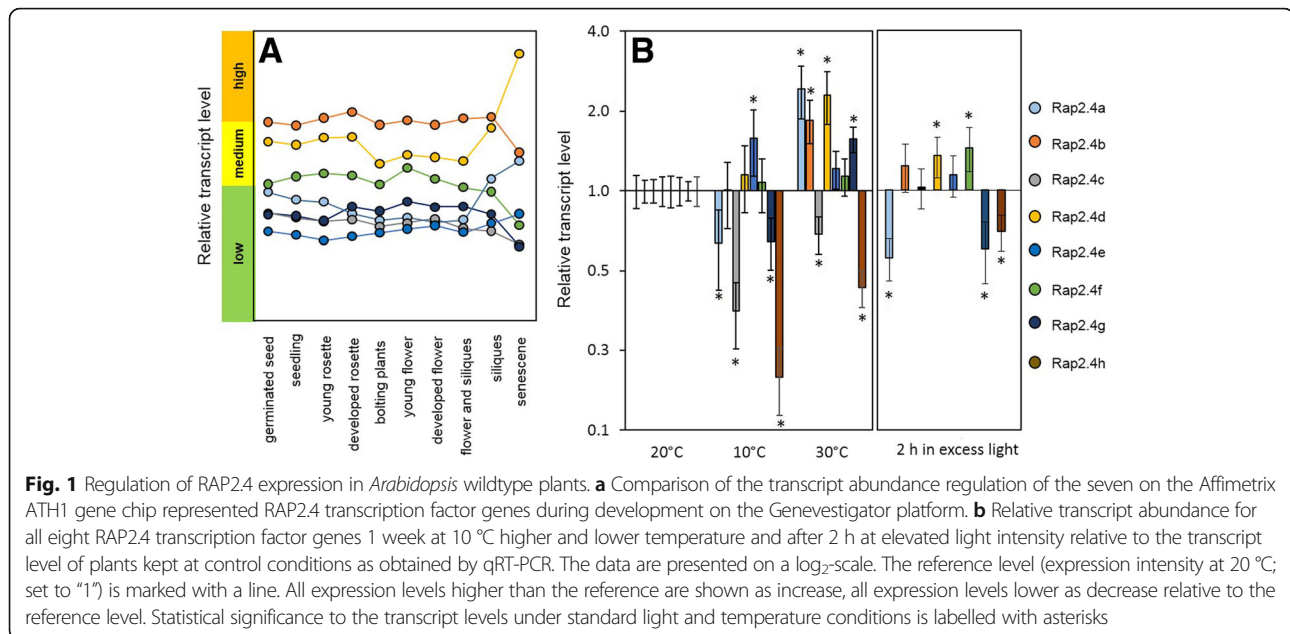 A
Relative transcript level
high
medium
low
germinated seed
seedling
young rosette
developed rosette
bolting plants
young flower
developed flower
flower and siliques
siliques
senescene
B
Relative transcript level
4.0
2.0
1.0
0.5
0.3
0.1
* * * * * * * * * * * * * * * *
20°C 10°C 30°C 2 h in excess light
Rap2.4a
Rap2.4b
Rap2.4c
Rap2.4d
Rap2.4e
Rap2.4f
Rap2.4g
Rap2.4h
Fig. 1 Regulation of RAP2.4 expression in Arabidopsis wildtype plants. a Comparison of the transcript abundance regulation of the seven on the Affimetrix
ATH1 gene chip represented RAP2.4 transcription factor genes during development on the Genevestigator platform. b Relative transcript abundance for
all eight RAP2.4 transcription factor genes 1 week at 10 °C higher and lower temperature and after 2 h at elevated light intensity relative to the transcript
level of plants kept at control conditions as obtained by qRT-PCR. The data are presented on a log₂-scale. The reference level (expression intensity at 20 °C;
set to “1”) is marked with a line. All expression levels higher than the reference are shown as increase, all expression levels lower as decrease relative to the
reference level. Statistical significance to the transcript levels under standard light and temperature conditions is labelled with asterisks